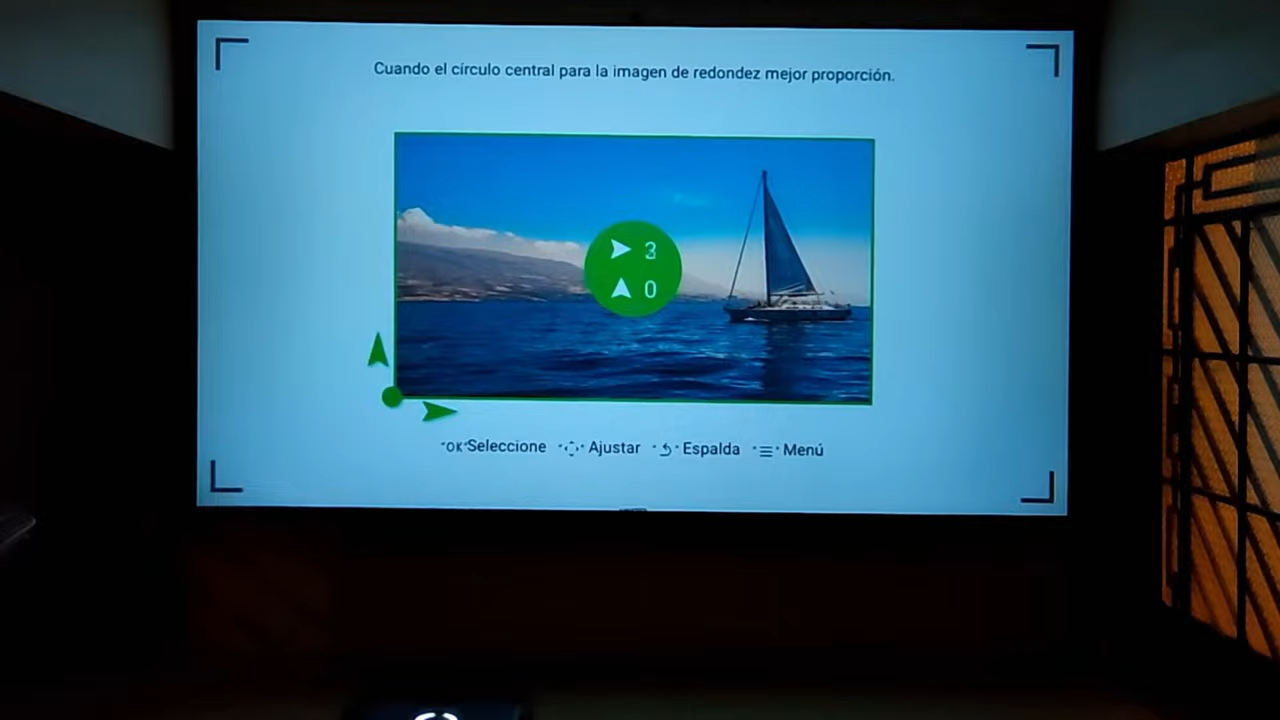 Cuando el círculo central para la imagen de redondez mejor proporción.
3
0
"OK"Seleccione Ajustar Espalda Menú